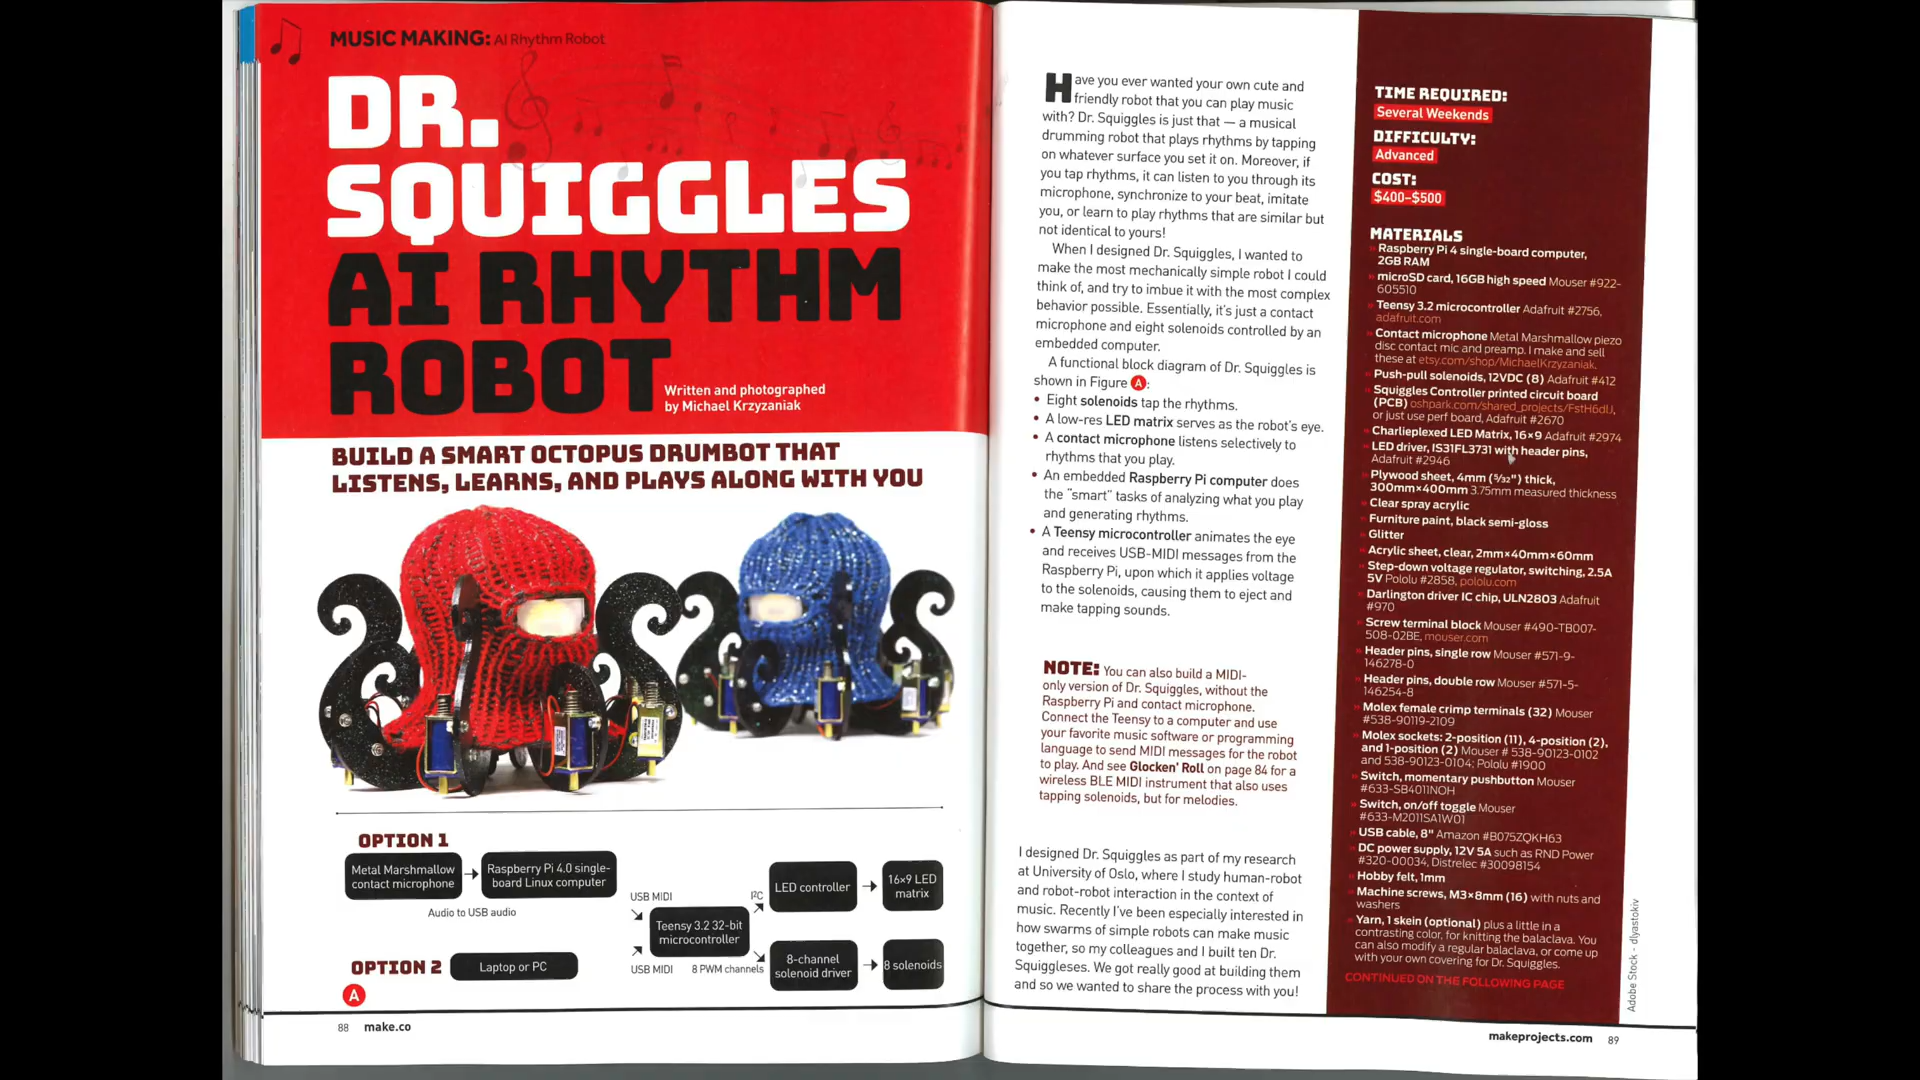 MUSIC MAKING: AI Rhythm Robot
DR.
SQUIGGLES
AI RHYTHM
ROBOT
Written and photographed
by Michael Krzyzaniak
BUILD A SMART OCTOPUS DRUMBOT THAT
LISTENS, LEARNS, AND PLAYS ALONG WITH YOU
OPTION 1
Metal Marshmallow
contact microphone
Raspberry Pi 4.0 single-
board Linux computer
Audio to USB audio
USB MIDI
I²C
LED controller
16×9 LED
matrix
Teensy 3.2 32-bit
microcontroller
OPTION 2
Laptop or PC
USB MIDI
8 PWM channels
8-channel
solenoid driver
8 solenoids
A
88 make.co
Have you ever wanted your own cute and
friendly robot that you can play music
with? Dr. Squiggles is just that — a musical
drumming robot that plays rhythms by tapping
on whatever surface you set it on. Moreover, if
you tap rhythms, it can listen to you through its
microphone, synchronize to your beat, imitate
you, or learn to play rhythms that are similar but
not identical to yours!
When I designed Dr. Squiggles, I wanted to
make the most mechanically simple robot I could
think of, and try to imbue it with the most complex
behavior possible. Essentially, it's just a contact
microphone and eight solenoids controlled by an
embedded computer.
A functional block diagram of Dr. Squiggles is
shown in Figure A:
• Eight solenoids tap the rhythms.
• A low-res LED matrix serves as the robot's eye.
• A contact microphone listens selectively to
rhythms that you play.
• An embedded Raspberry Pi computer does
the "smart" tasks of analyzing what you play
and generating rhythms.
• A Teensy microcontroller animates the eye
and receives USB-MIDI messages from the
Raspberry Pi, upon which it applies voltage
to the solenoids, causing them to eject and
make tapping sounds.
NOTE: You can also build a MIDI-
only version of Dr. Squiggles, without the
Raspberry Pi and contact microphone.
Connect the Teensy to a computer and use
your favorite music software or programming
language to send MIDI messages for the robot
to play. And see Glocken' Roll on page 84 for a
wireless BLE MIDI instrument that also uses
tapping solenoids, but for melodies.
I designed Dr. Squiggles as part of my research
at University of Oslo, where I study human-robot
and robot-robot interaction in the context of
music. Recently I've been especially interested in
how swarms of simple robots can make music
together, so my colleagues and I built ten Dr.
Squiggleses. We got really good at building them
and so we wanted to share the process with you!
TIME REQUIRED:
Several Weekends
DIFFICULTY:
Advanced
COST:
$400–$500
MATERIALS
» Raspberry Pi 4 single-board computer,
2GB RAM
» microSD card, 16GB high speed Mouser #922-
605510
» Teensy 3.2 microcontroller Adafruit #2756,
adafruit.com
» Contact microphone Metal Marshmallow piezo
disc contact mic and preamp. I make and sell
these at etsy.com/shop/MichaelKrzyzaniak.
» Push-pull solenoids, 12VDC (8) Adafruit #412
» Squiggles Controller printed circuit board
(PCB) oshpark.com/shared_projects/FstH6dIJ,
or just use perf board, Adafruit #2670
» Charlieplexed LED Matrix, 16×9 Adafruit #2974
» LED driver, IS31FL3731 with header pins,
Adafruit #2946
» Plywood sheet, 4mm (5/32") thick,
300mm×400mm 3.75mm measured thickness
» Clear spray acrylic
» Furniture paint, black semi-gloss
» Glitter
» Acrylic sheet, clear, 2mm×40mm×60mm
» Step-down voltage regulator, switching, 2.5A
5V Pololu #2858, pololu.com
» Darlington driver IC chip, ULN2803 Adafruit
#970
» Screw terminal block Mouser #490-TB007-
508-02BE, mouser.com
» Header pins, single row Mouser #571-9-
146278-0
» Header pins, double row Mouser #571-5-
146254-8
» Molex female crimp terminals (32) Mouser
#538-90119-2109
» Molex sockets: 2-position (11), 4-position (2),
and 1-position (2) Mouser # 538-90123-0102
and 538-90123-0104; Pololu #1900
» Switch, momentary pushbutton Mouser
#633-SB4011NOH
» Switch, on/off toggle Mouser
#633-M2011SA1W01
» USB cable, 8" Amazon #B075ZQKH63
» DC power supply, 12V 5A such as RND Power
#320-00034, Distrelec #30098154
» Hobby felt, 1mm
» Machine screws, M3×8mm (16) with nuts and
washers
» Yarn, 1 skein (optional) plus a little in a
contrasting color, for knitting the balaclava. You
can also modify a regular balaclava, or come up
with your own covering for Dr. Squiggles.
CONTINUED ON THE FOLLOWING PAGE
Adobe Stock - dlyastokiv
makeprojects.com 89